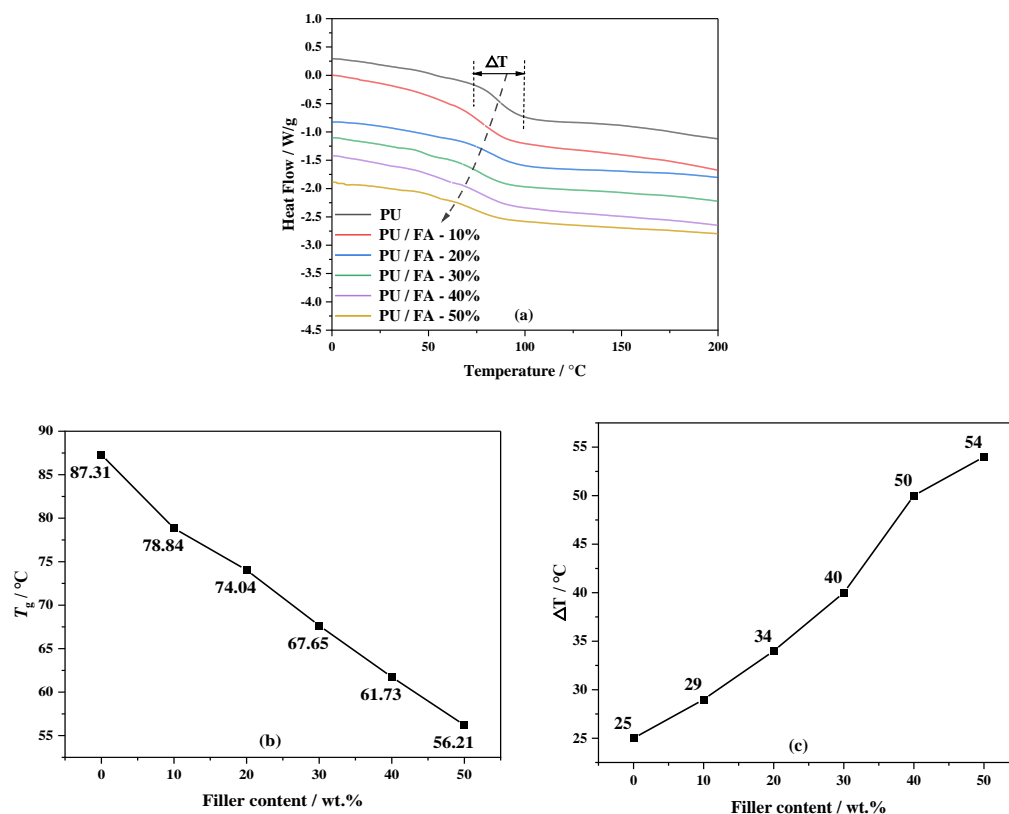 1.0
0.5
0.0
-0.5
-1.0
-1.5
-2.0
-2.5
-3.0
-3.5
-4.0
-4.5
Heat Flow / W/g
△T
PU
PU / FA - 10%
PU / FA - 20%
PU / FA - 30%
PU / FA - 40%
PU / FA - 50%
(a)
0 50 100 150 200
Temperature / °C
90
85
80
75
70
65
60
55
Tg / °C
87.31
78.84
74.04
67.65
61.73
56.21
(b)
0 10 20 30 40 50
Filler content / wt.%
55
50
45
40
35
30
25
△T / °C
25
29
34
40
50
54
(c)
0 10 20 30 40 50
Filler content / wt.%